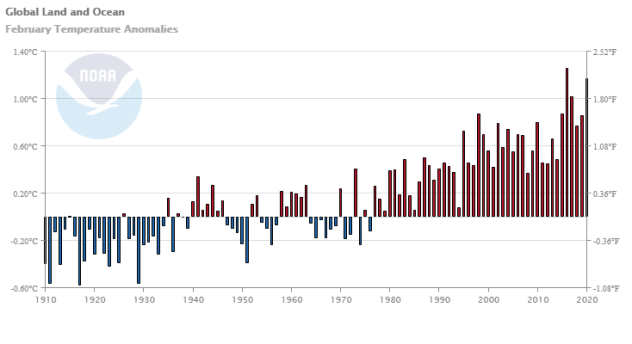 Global Land and Ocean
February Temperature Anomalies
1.40°C 2.52°F
NOAA
1.00°C 1.80°F
0.60°C 1.08°F
0.20°C 0.36°F
-0.20°C -0.36°F
-0.60°C -1.08°F
1910 1920 1930 1940 1950 1960 1970 1980 1990 2000 2010 2020